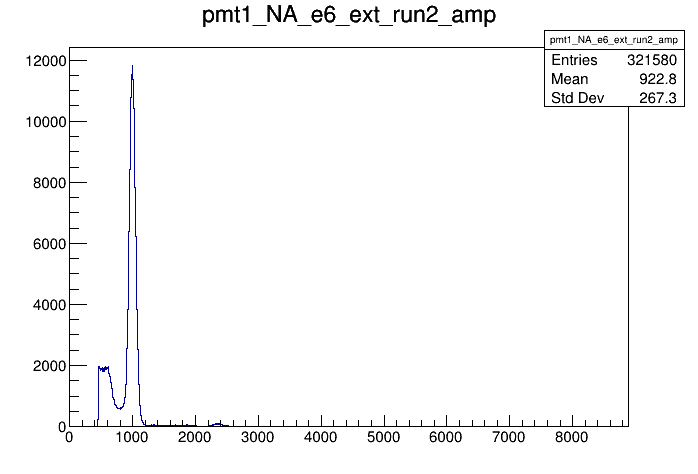 pmt1_NA_e6_ext_run2_amp
pmt1_NA_e6_ext_run2_amp
Entries 321580
Mean 922.8
Std Dev 267.3
12000
10000
8000
6000
4000
2000
0
0 1000 2000 3000 4000 5000 6000 7000 8000